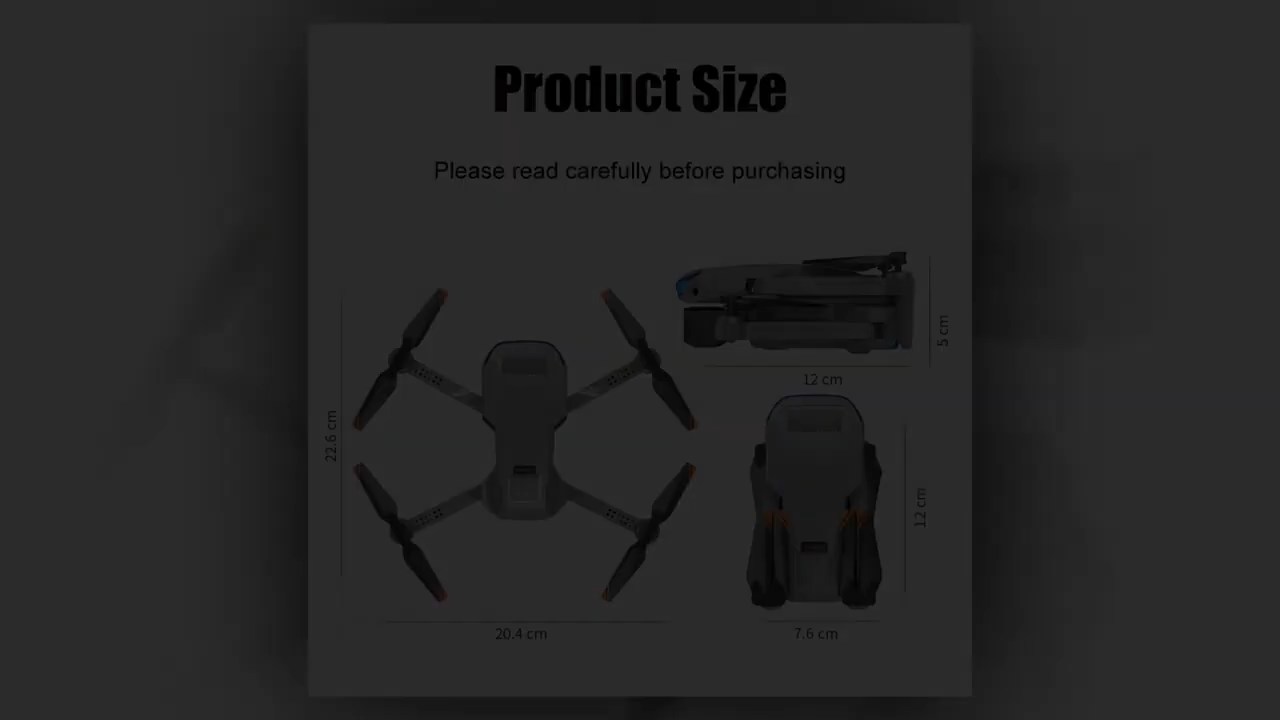 Product Size
Please read carefully before purchasing
5 cm
12 cm
22.6 cm
12 cm
20.4 cm
7.6 cm